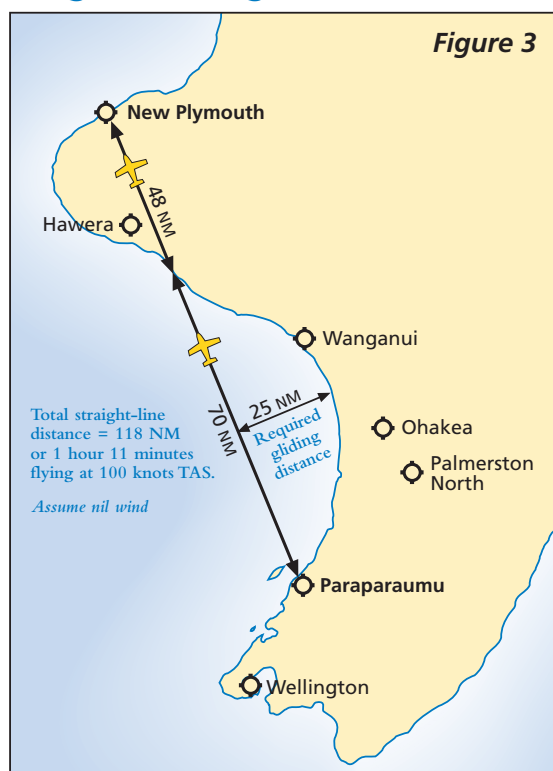 Figure 3
New Plymouth
48 NM
Hawera
Wanganui
25 NM
Required
gliding
distance
70 NM
Total straight-line
distance = 118 NM
or 1 hour 11 minutes
flying at 100 knots TAS.
Assume nil wind
Ohakea
Palmerston
North
Paraparaumu
Wellington